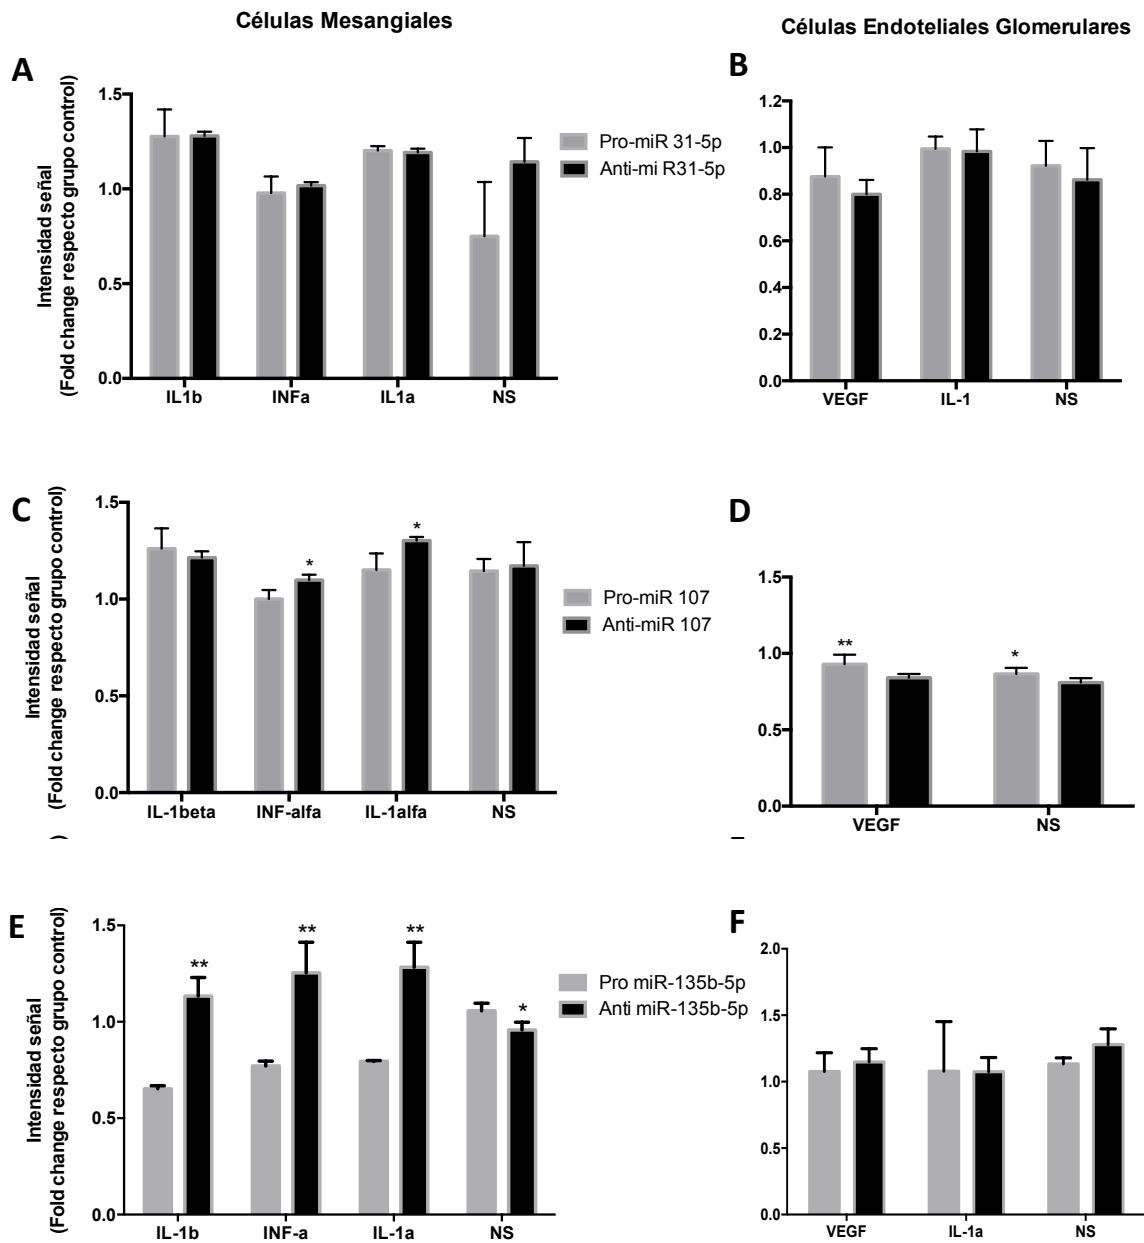 Células Mesangiales
Células Endoteliales Glomerulares
A
Intensidad señal
(Fold change respecto grupo control)
1.5
1.0
0.5
0.0
IL1b INFa IL1a NS
Pro-miR 31-5p
Anti-mi R31-5p
B
1.2
1.0
0.8
0.6
0.4
0.2
0.0
VEGF IL-1 NS
C
Intensidad señal
(Fold change respecto grupo control)
1.5
1.0
0.5
0.0
* *
IL-1beta INF-alfa IL-1alfa NS
Pro-miR 107
Anti-miR 107
D
1.5
1.0
0.5
0.0
** *
VEGF NS
E
Intensidad señal
(Fold change respecto grupo control)
1.5
1.0
0.5
0.0
** ** ** *
IL-1b INF-a IL-1a NS
Pro miR-135b-5p
Anti miR-135b-5p
F
2.0
1.5
1.0
0.5
0.0
VEGF IL-1a NS